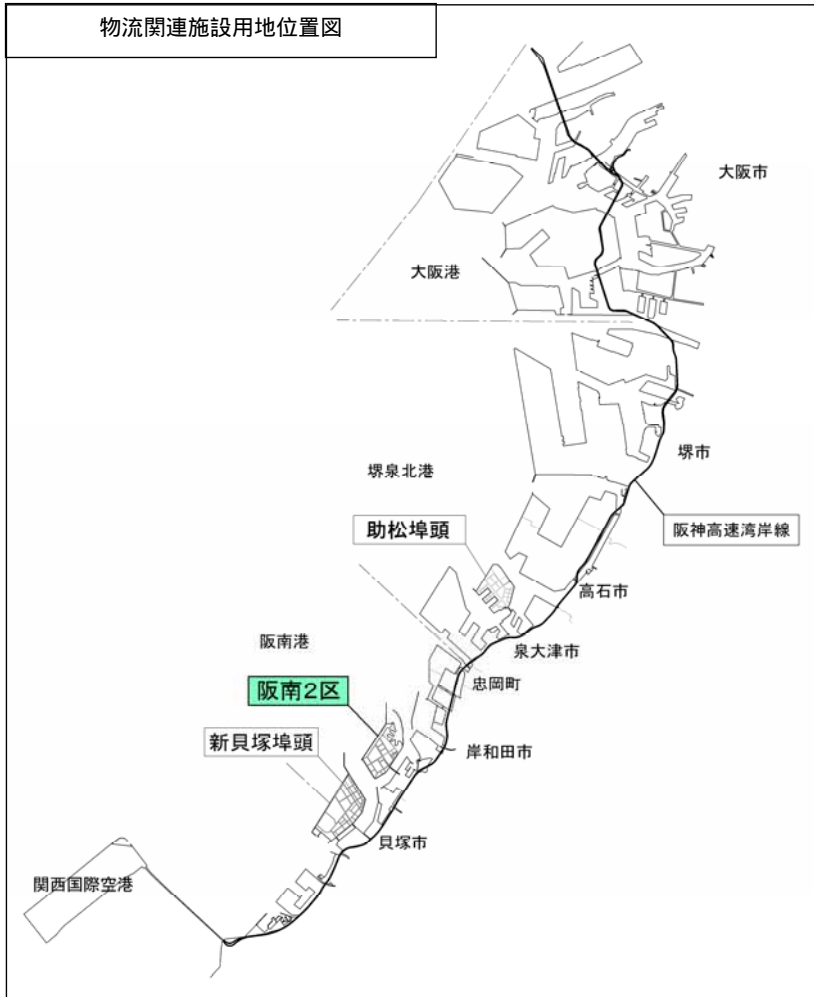 物流関連施設用地位置図
大阪市
大阪港
堺市
堺泉北港
阪神高速湾岸線
助松埠頭
高石市
阪南港
泉大津市
忠岡町
阪南2区
新貝塚埠頭
岸和田市
貝塚市
関西国際空港